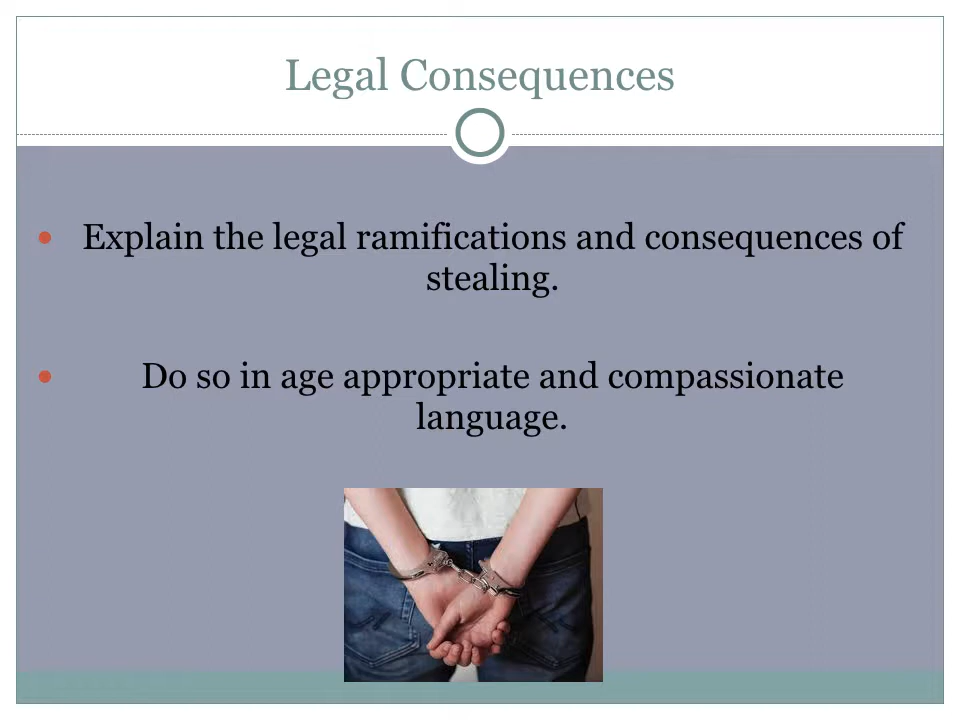 Legal Consequences
• Explain the legal ramifications and consequences of
stealing.
• Do so in age appropriate and compassionate
language.